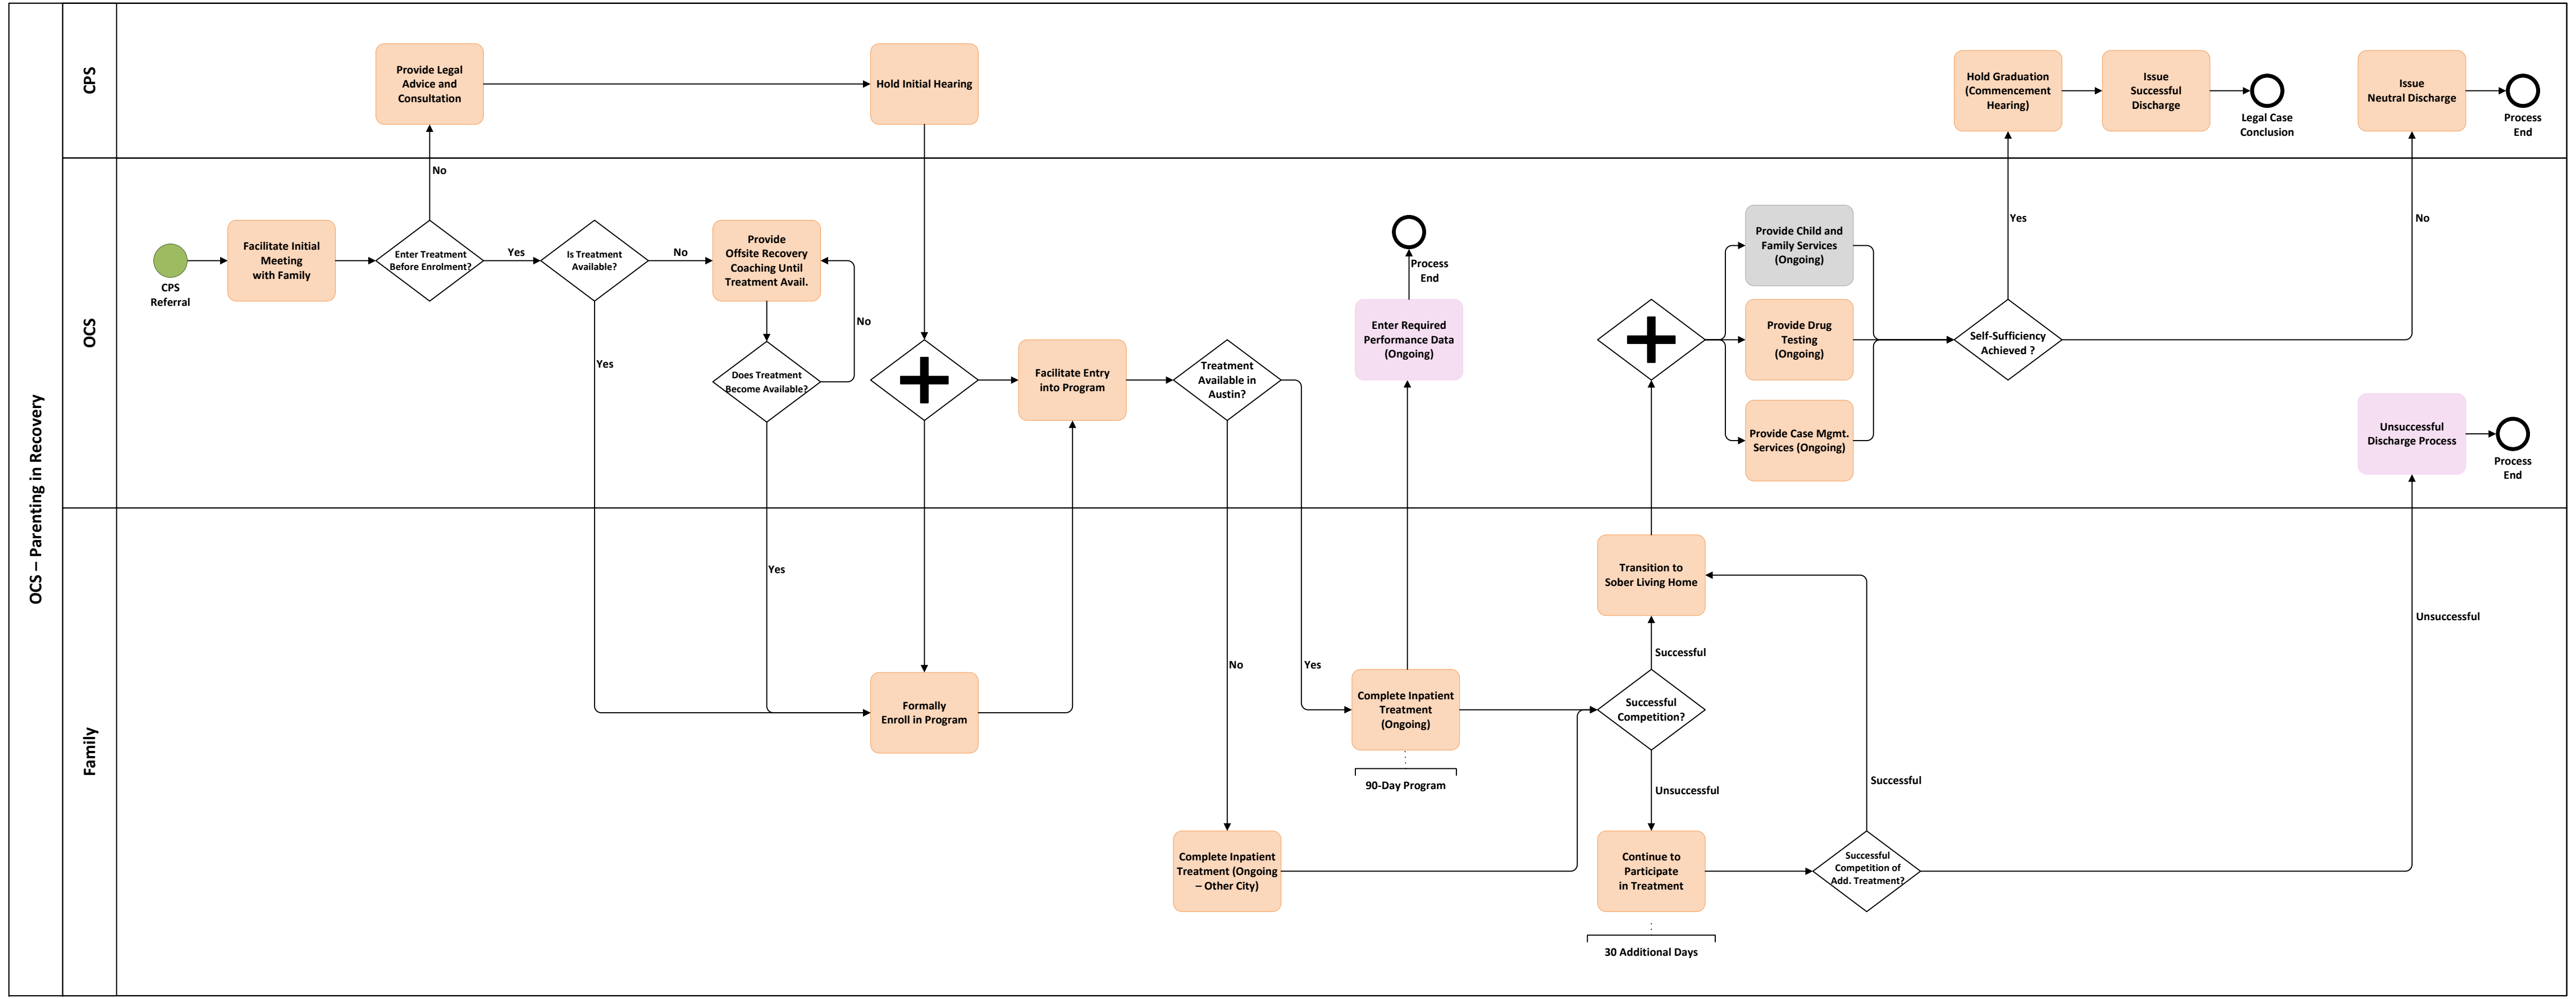 OCS – Parenting in Recovery
CPS
Provide Legal
Advice and
Consultation
Hold Initial Hearing
Hold Graduation
(Commencement
Hearing)
Issue
Successful
Discharge
Legal Case
Conclusion
Issue
Neutral Discharge
Process
End
OCS
CPS
Referral
Facilitate Initial
Meeting
with Family
No
Enter Treatment
Before Enrolment?
Yes
Is Treatment
Available?
No
Yes
Provide
Offsite Recovery
Coaching Until
Treatment Avail.
No
Does Treatment
Become Available?
Yes
Facilitate Entry
into Program
Treatment
Available in
Austin?
No
Yes
Process
End
Enter Required
Performance Data
(Ongoing)
Provide Child and
Family Services
(Ongoing)
Provide Drug
Testing
(Ongoing)
Provide Case Mgmt.
Services (Ongoing)
Self-Sufficiency
Achieved ?
Yes
No
Unsuccessful
Discharge Process
Process
End
Family
Formally
Enroll in Program
Complete Inpatient
Treatment
(Ongoing)
90-Day Program
Complete Inpatient
Treatment (Ongoing
– Other City)
Transition to
Sober Living Home
Successful
Successful
Competition?
Unsuccessful
Continue to
Participate
in Treatment
30 Additional Days
Successful
Successful
Competition of
Add. Treatment?
Unsuccessful